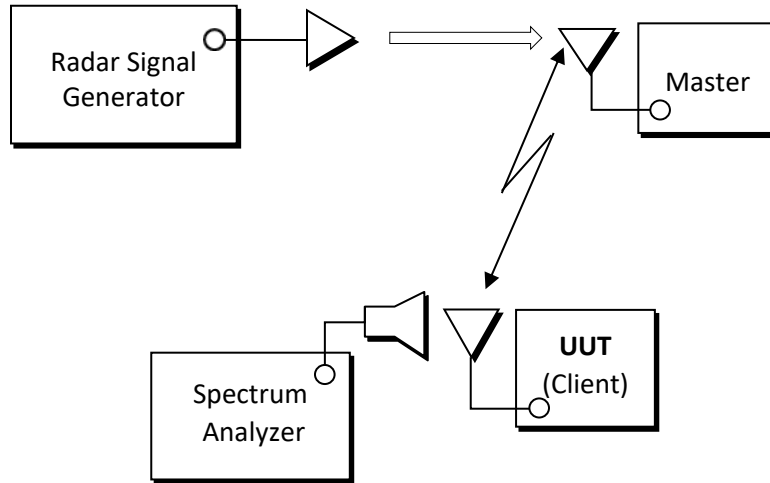 Radar Signal
Generator
Master
UUT
(Client)
Spectrum
Analyzer